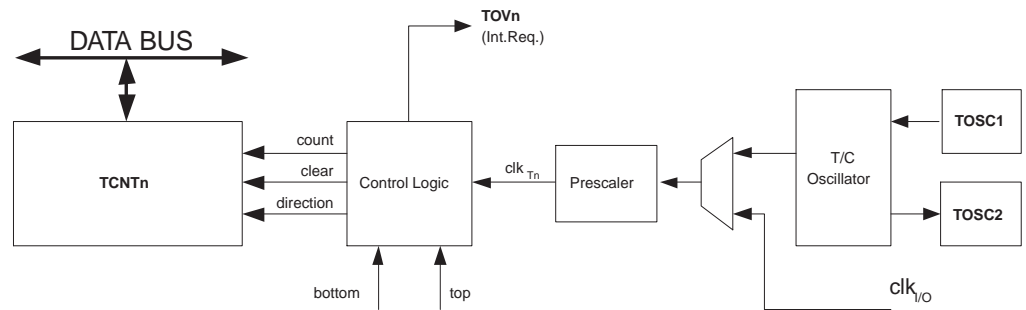 TOVn
(Int.Req.)
DATA BUS
TOSC1
count
T/C
Oscillator
TCNTn
clear
Control Logic
clk Tn
Prescaler
direction
TOSC2
bottom
top
clk I/O